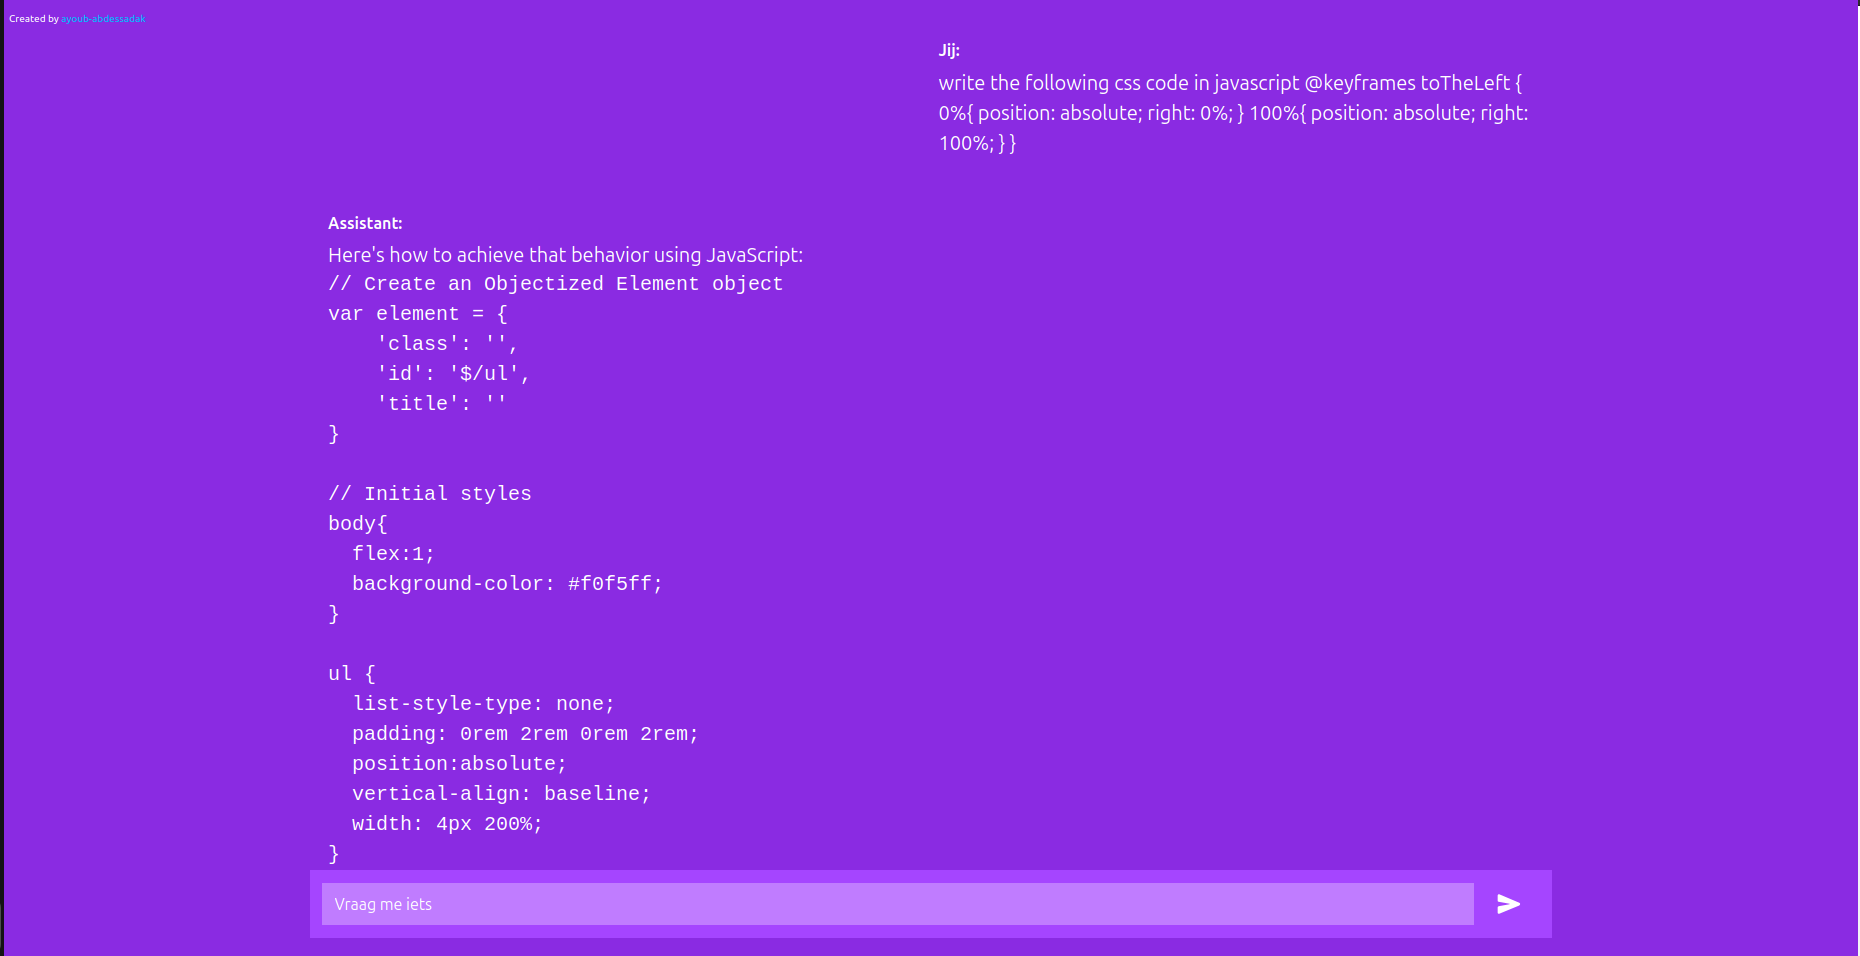 Created by ayoub-abdessadak
Jij:
write the following css code in javascript @keyframes toTheLeft {
0%{ position: absolute; right: 0%; } 100%{ position: absolute; right:
100%; } }
Assistant:
Here's how to achieve that behavior using JavaScript:
// Create an Objectized Element object
var element = {
    'class': '',
    'id': '$/ul',
    'title': ''
}
// Initial styles
body{
  flex:1;
  background-color: #f0f5ff;
}
ul {
  list-style-type: none;
  padding: 0rem 2rem 0rem 2rem;
  position:absolute;
  vertical-align: baseline;
  width: 4px 200%;
}
Vraag me iets